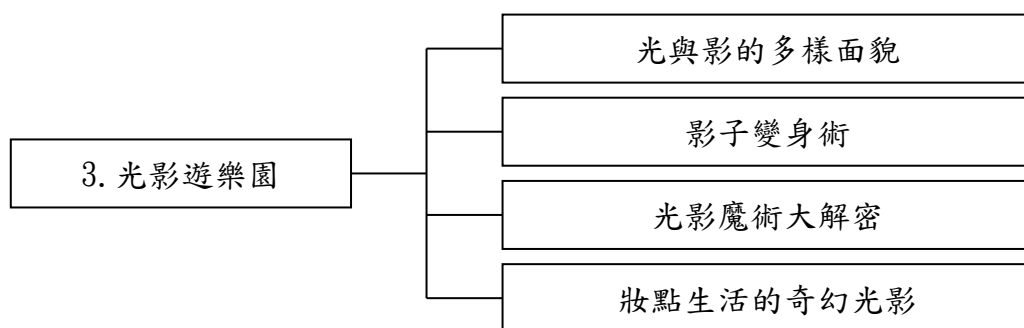 3.光影遊樂園
光與影的多樣面貌
影子變身術
光影魔術大解密
妝點生活的奇幻光影